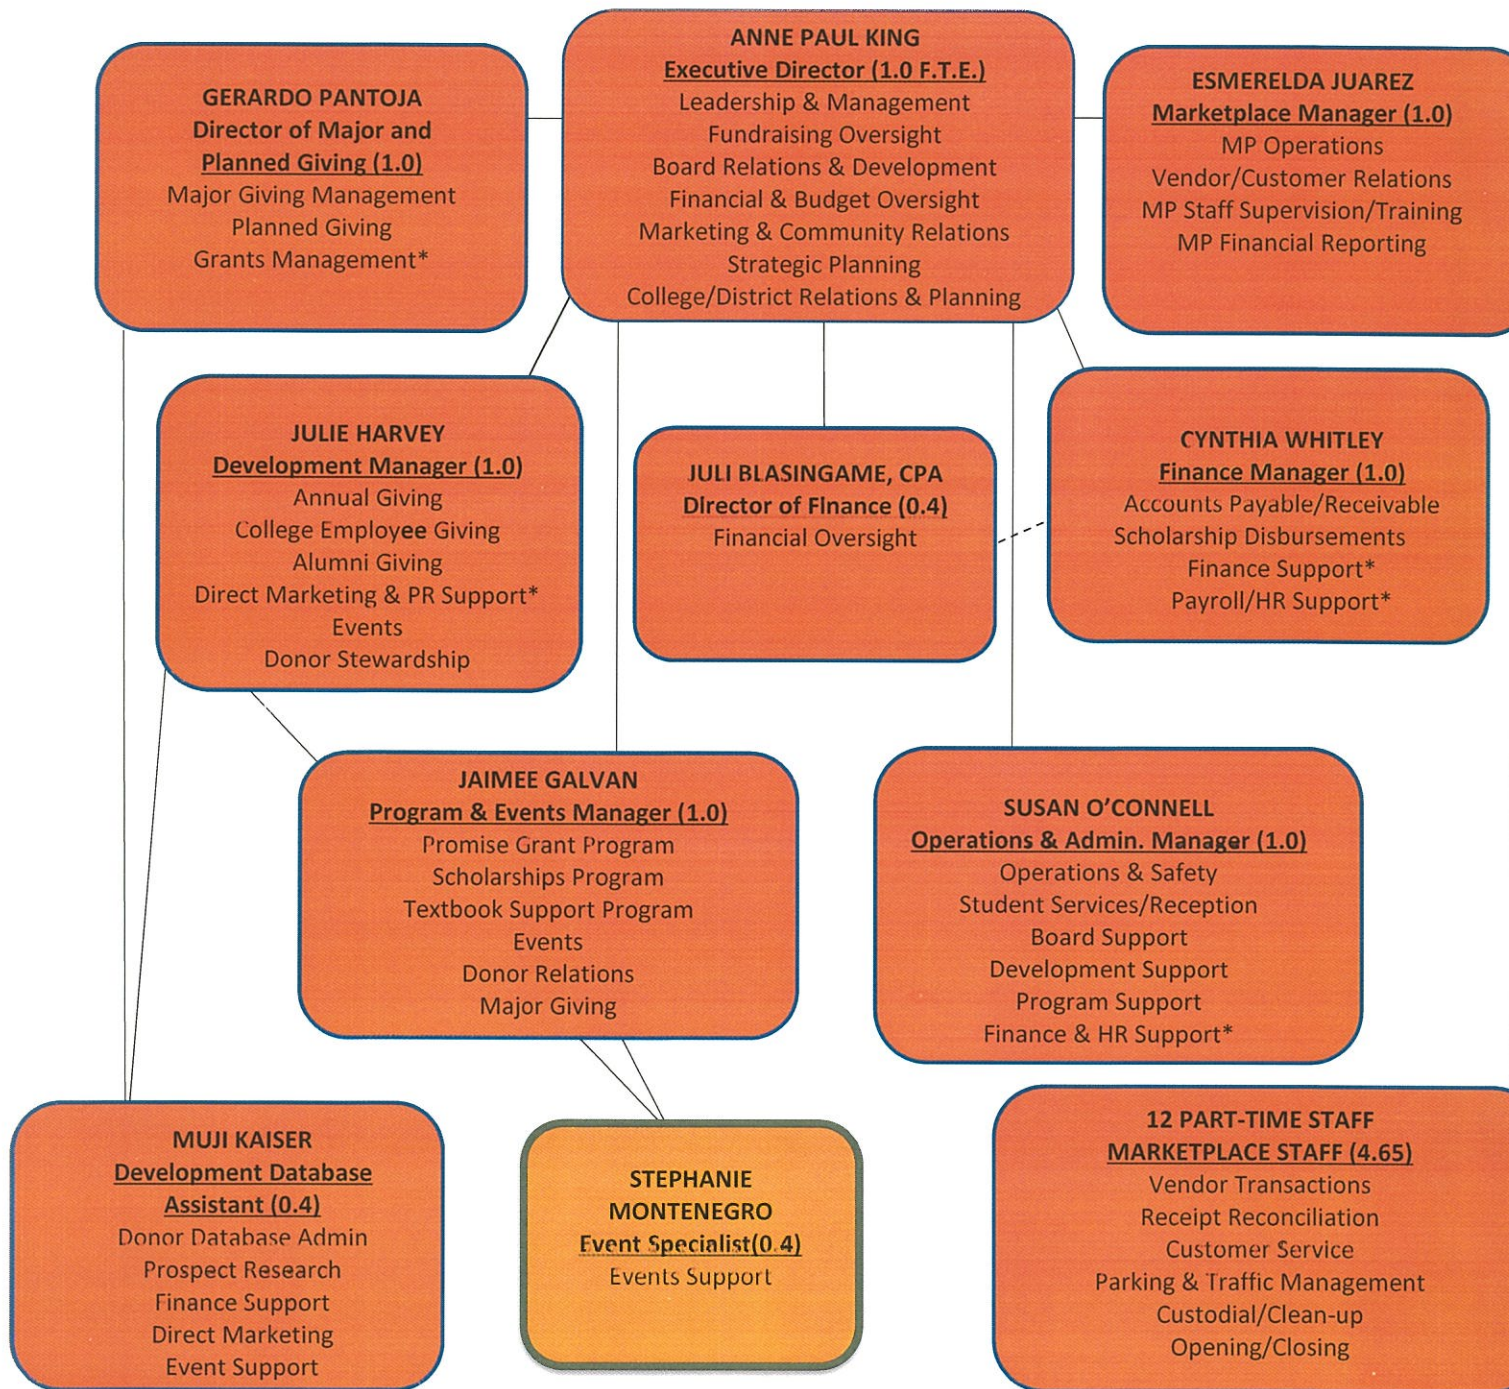 GERARDO PANTOJA
Director of Major and
Planned Giving (1.0)
Major Giving Management
Planned Giving
Grants Management*
ANNE PAUL KING
Executive Director (1.0 F.T.E.)
Leadership & Management
Fundraising Oversight
Board Relations & Development
Financial & Budget Oversight
Marketing & Community Relations
Strategic Planning
College/District Relations & Planning
ESMERELDA JUAREZ
Marketplace Manager (1.0)
MP Operations
Vendor/Customer Relations
MP Staff Supervision/Training
MP Financial Reporting
JULIE HARVEY
Development Manager (1.0)
Annual Giving
College Employee Giving
Alumni Giving
Direct Marketing & PR Support*
Events
Donor Stewardship
JULI BLASINGAME, CPA
Director of FInance (0.4)
Financial Oversight
CYNTHIA WHITLEY
Finance Manager (1.0)
Accounts Payable/Receivable
Scholarship Disbursements
Finance Support*
Payroll/HR Support*
JAIMEE GALVAN
Program & Events Manager (1.0)
Promise Grant Program
Scholarships Program
Textbook Support Program
Events
Donor Relations
Major Giving
SUSAN O’CONNELL
Operations & Admin. Manager (1.0)
Operations & Safety
Student Services/Reception
Board Support
Development Support
Program Support
Finance & HR Support*
MUJI KAISER
Development Database
Assistant (0.4)
Donor Database Admin
Prospect Research
Finance Support
Direct Marketing
Event Support
STEPHANIE
MONTENEGRO
Event Specialist(0.4)
Events Support
12 PART-TIME STAFF
MARKETPLACE STAFF (4.65)
Vendor Transactions
Receipt Reconciliation
Customer Service
Parking & Traffic Management
Custodial/Clean-up
Opening/Closing